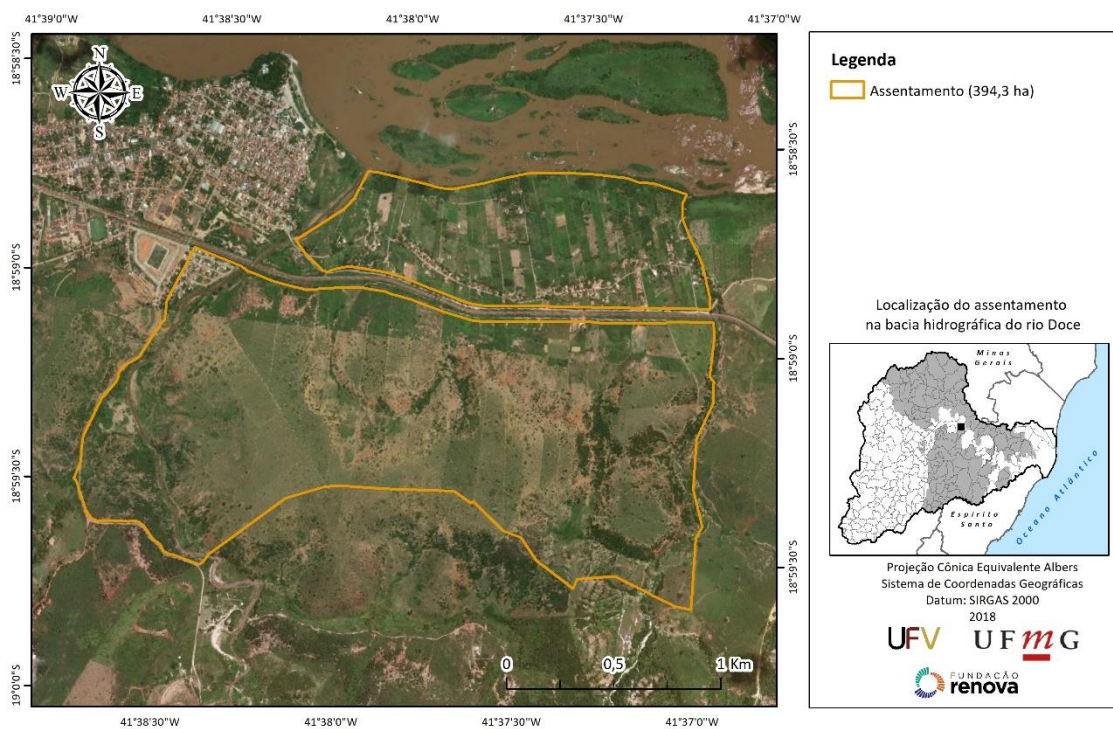 41°39'0"W 41°38'30"W 41°38'0"W 41°37'30"W 41°37'0"W
18°58'30"S
N
W E
S
18°58'30"S
18°59'0"S
18°59'0"S
18°59'30"S
18°59'30"S
19°0'0"S
0 0,5 1 Km
41°38'30"W 41°38'0"W 41°37'30"W 41°37'0"W
Legenda
Assentamento (394,3 ha)
Localização do assentamento
na bacia hidrográfica do rio Doce
Minas
Gerais
Espírito
Santo
Oceano Atlântico
Projeção Cônica Equivalente Albers
Sistema de Coordenadas Geográficas
Datum: SIRGAS 2000
2018
UFV UFmG
FUNDAÇÃO
renova